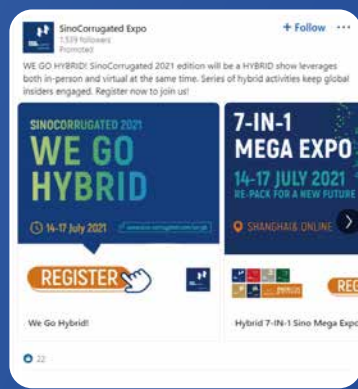 SinoCorrugated Expo
1,539 followers
Promoted
+ Follow ···
WE GO HYBRID! SinoCorrugated 2021 edition will be a HYBRID show leverages
both in-person and virtual at the same time. Series of hybrid activities keep global
insiders engaged. Register now to join us!
SINOCORRUGATED 2021
WE GO
HYBRID
14-17 July 2021
REGISTER
We Go Hybrid!
7-IN-1
MEGA EXPO
14-17 JULY 2021
RE-PACK FOR A NEW FUTURE
SHANGHAI& ONLINE
REG
Hybrid 7-IN-1 Sino Mega Expo
22